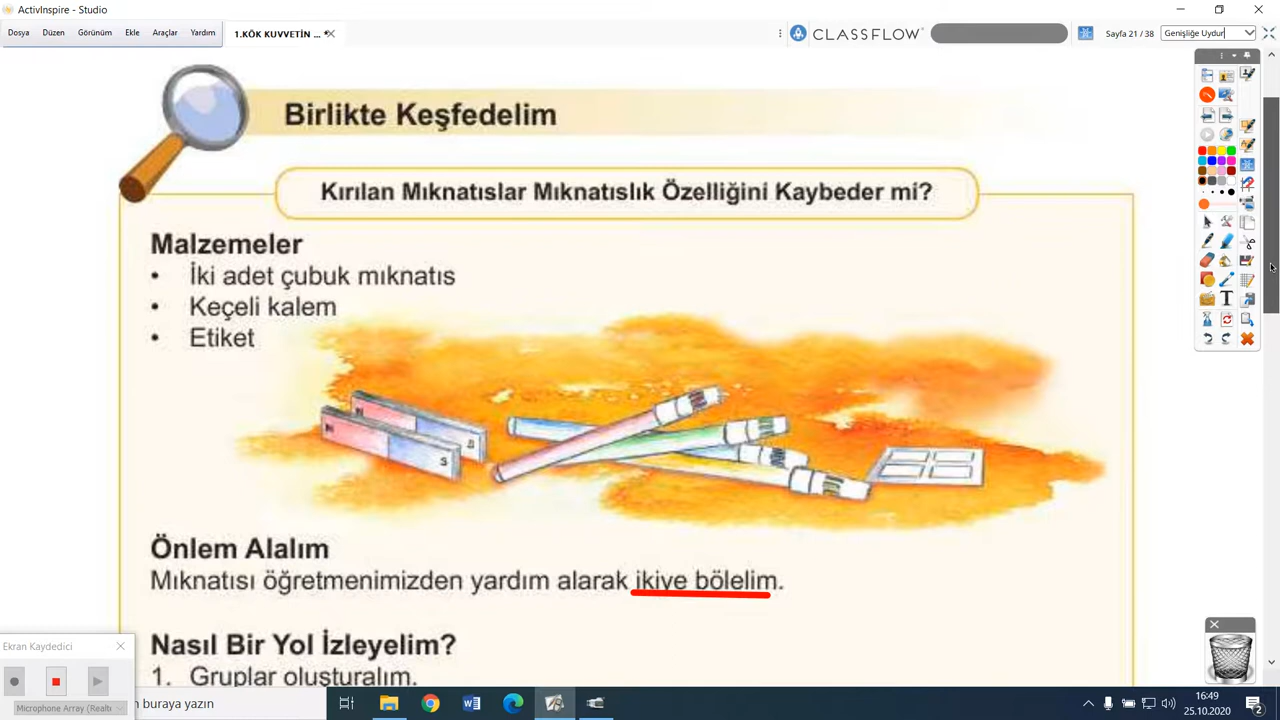 ActivInspire - Studio
Dosya Düzen Görünüm Ekle Araçlar Yardım
1.KÖK KUVVETİN ...
CLASSFLOW
Sayfa 21 / 38
Genişliğe Uydur
Birlikte Keşfedelim
Kırılan Mıknatıslar Mıknatıslık Özelliğini Kaybeder mi?
Malzemeler
• İki adet çubuk mıknatıs
• Keçeli kalem
• Etiket
N
S
N
S
Önlem Alalım
Mıknatısı öğretmenimizden yardım alarak ikiye bölelim.
Nasıl Bir Yol İzleyelim?
1. Gruplar oluşturalım.
Ekran Kaydedici
Microphone Array (Realt
buraya yazın
16:49
25.10.2020
2